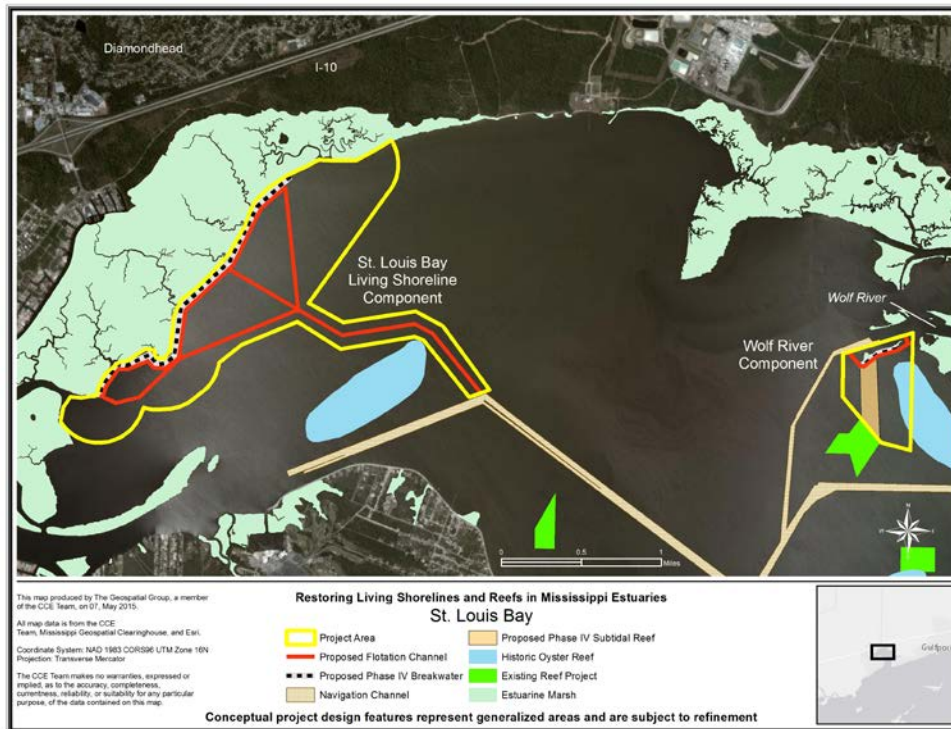 Diamondhead
I-10
St. Louis Bay
Living Shoreline
Component
Wolf River
Wolf River
Component
N
0
0.5
1
Miles
This map produced by The Geospatial Group, a member
of the CCE Team, on 07, May 2015.
All map data is from the CCE
Team, Mississippi Geospatial Clearinghouse, and Esri.
Coordinate System: NAD 1983 CORS96 UTM Zone 16N
Projection: Transverse Mercator
The CCE Team makes no warranties, expressed or
implied, as to the accuracy, completeness,
currentness, reliability, or suitability for any particular
purpose, of the data contained on this map.
Restoring Living Shorelines and Reefs in Mississippi Estuaries
St. Louis Bay
Project Area
Proposed Flotation Channel
Proposed Phase IV Breakwater
Navigation Channel
Proposed Phase IV Subtidal Reef
Historic Oyster Reef
Existing Reef Project
Estuarine Marsh
Conceptual project design features represent generalized areas and are subject to refinement